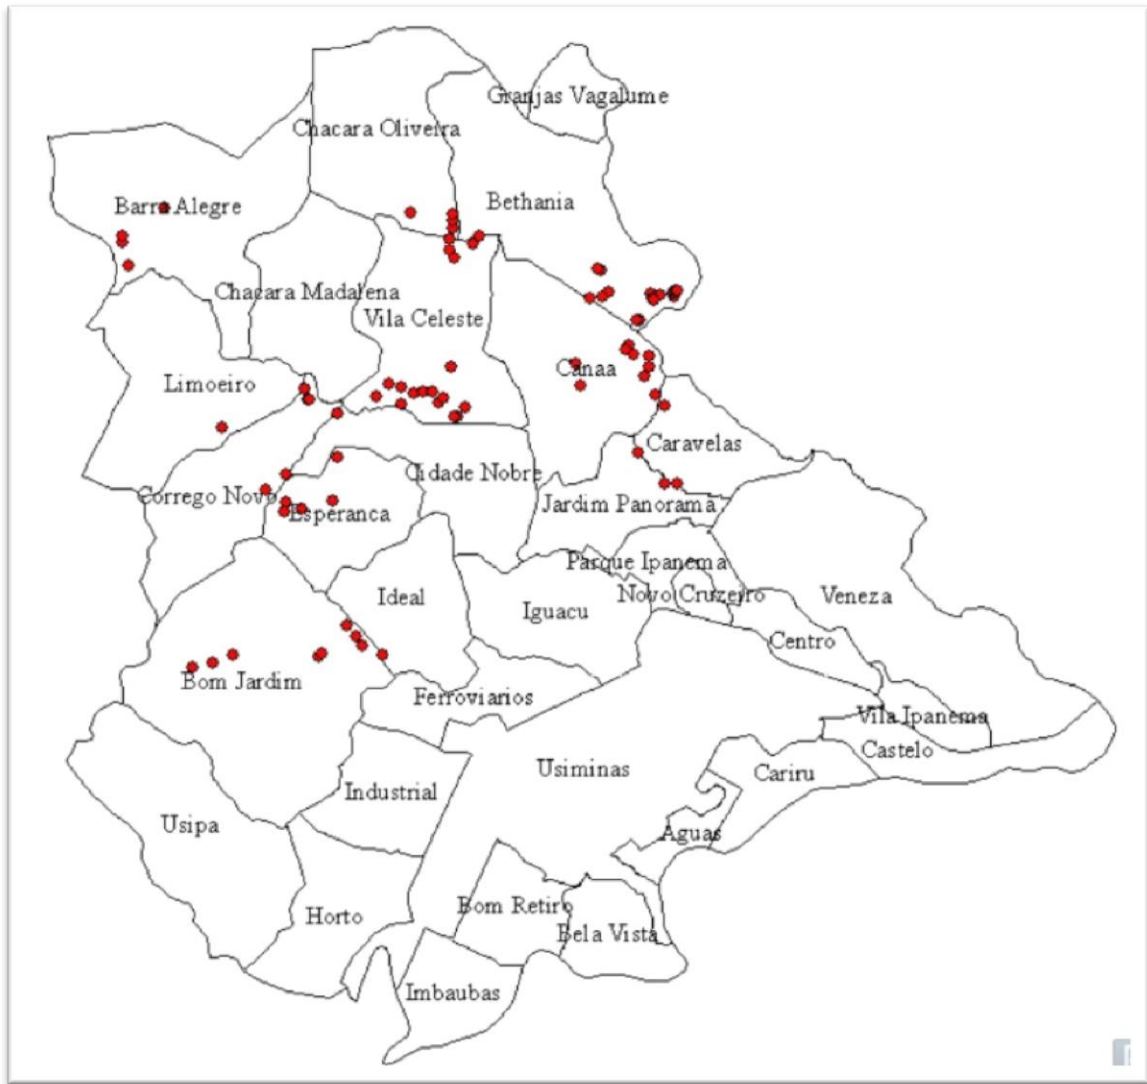 Granjas Vagalume
Chacara Oliveira
Bethania
Barra Alegre
Chacara Madalena
Vila Celeste
Canaa
Limoeiro
Caravelas
Cidade Nobre
Corrego Novo
Jardim Panorama
Esperanca
Parque Ipanema
Ideal
Iguacu
Novo Cruzeiro
Veneza
Centro
Bom Jardim
Ferroviarios
Vila Ipanema
Castelo
Usiminas
Cariru
Industrial
Usipa
Aguas
Bom Retiro
Horto
Bela Vista
Imbaubas